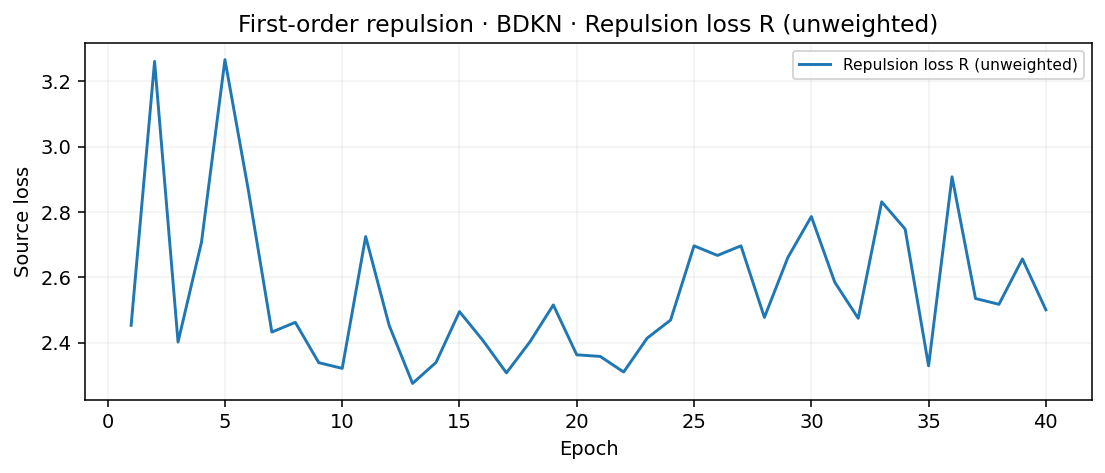 First-order repulsion · BDKN · Repulsion loss R (unweighted)
Repulsion loss R (unweighted)
Source loss
3.2
3.0
2.8
2.6
2.4
0 5 10 15 20 25 30 35 40
Epoch